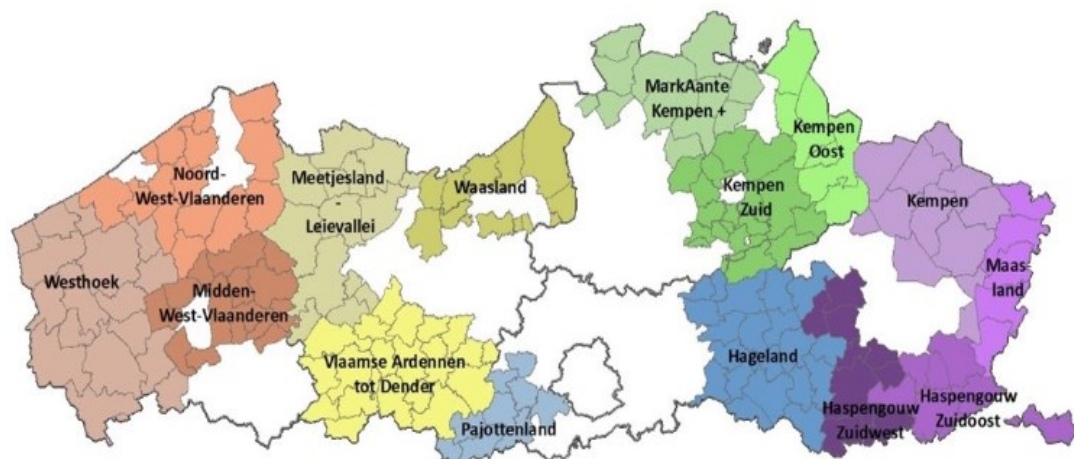 MarkAante
Kempen +
Kempen
Oost
Noord-
West-Vlaanderen
Meetjesland
-
Leievallei
Waasland
Kempen
Zuid
Kempen
Maas-
land
Westhoek
Midden-
West-Vlaanderen
Vlaamse Ardennen
tot Dender
Hageland
Pajottenland
Haspengouw
Zuidwest
Haspengouw
Zuidoost